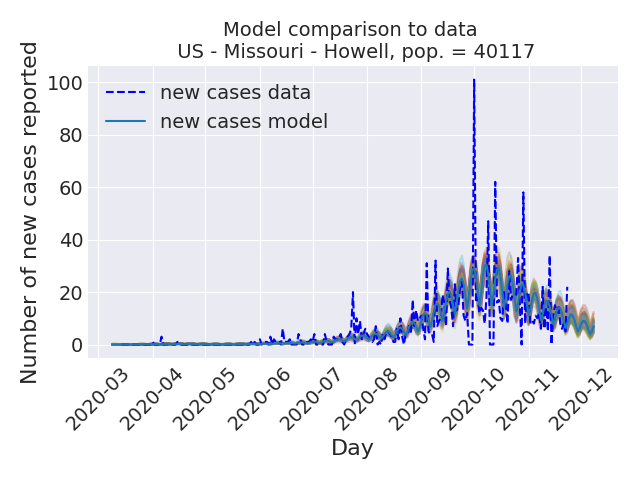 Model comparison to data
US - Missouri - Howell, pop. = 40117
Number of new cases reported
100
80
60
40
20
0
new cases data
new cases model
2020-03
2020-04
2020-05
2020-06
2020-07
2020-08
2020-09
2020-10
2020-11
2020-12
Day